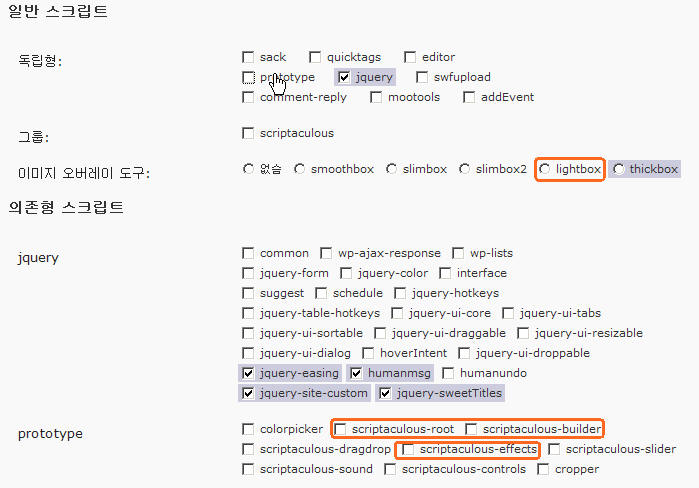 일반 스크립트
독립형: sack quicktags editor
prototype jquery swfupload
comment-reply mootools addEvent
그룹: scriptaculous
이미지 오버레이 도구: 없슴 smoothbox slimbox slimbox2 lightbox thickbox
의존형 스크립트
jquery common wp-ajax-response wp-lists
jquery-form jquery-color interface
suggest schedule jquery-hotkeys
jquery-table-hotkeys jquery-ui-core jquery-ui-tabs
jquery-ui-sortable jquery-ui-draggable jquery-ui-resizable
jquery-ui-dialog hoverIntent jquery-ui-droppable
jquery-easing humanmsg humanundo
jquery-site-custom jquery-sweetTitles
prototype colorpicker scriptaculous-root scriptaculous-builder
scriptaculous-dragdrop scriptaculous-effects scriptaculous-slider
scriptaculous-sound scriptaculous-controls cropper